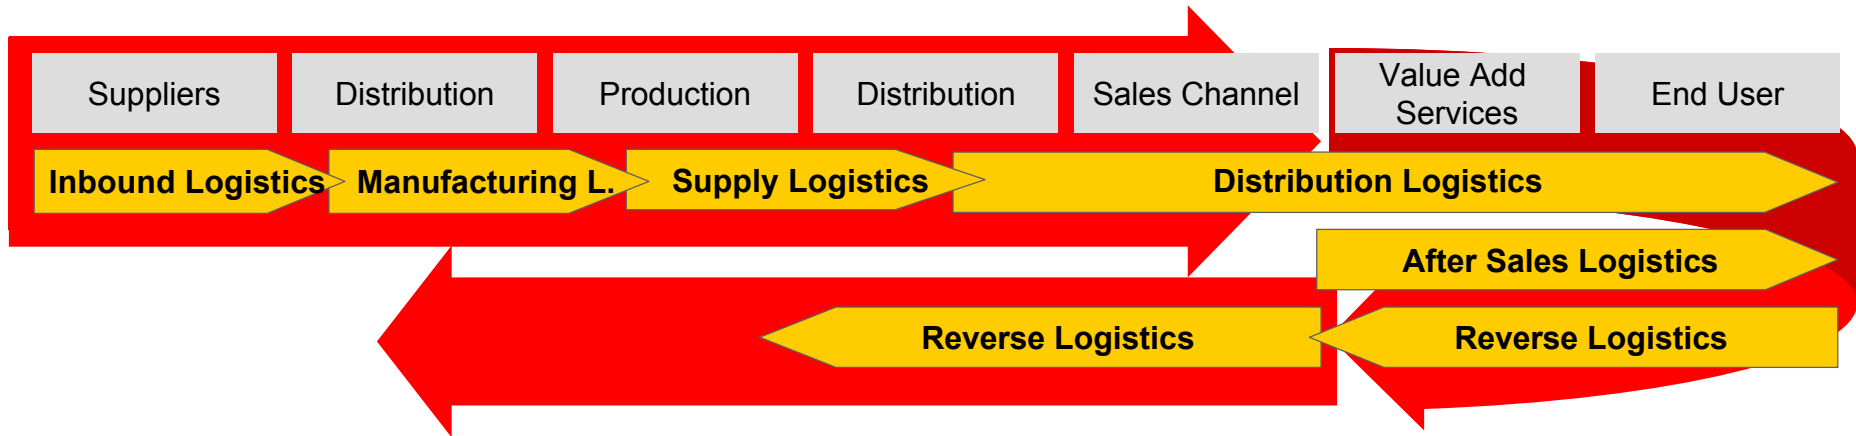 Suppliers
Distribution
Production
Distribution
Sales Channel
Value Add
Services
End User
Inbound Logistics
Manufacturing L.
Supply Logistics
Distribution Logistics
After Sales Logistics
Reverse Logistics
Reverse Logistics